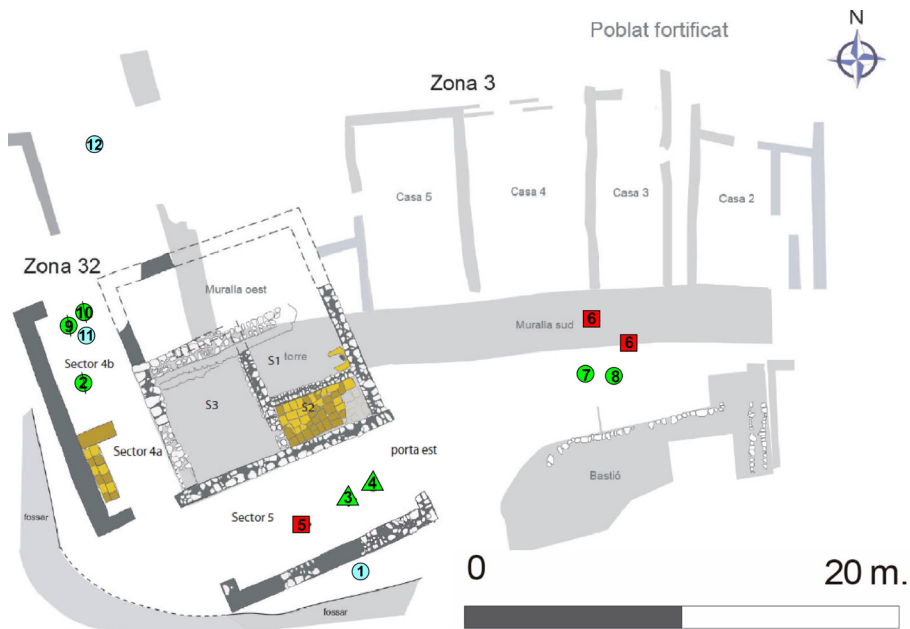 Poblat fortificat
N
Zona 3
12
Casa 5
Casa 4
Casa 3
Casa 2
Zona 32
Muralla oest
10
9
11
6
Muralla sud
6
Sector 4b
S1 torre
2
7
8
S3
S2
Sector 4a
porta est
Bastió
4
3
fossar
Sector 5
5
1
0
20 m.
fossar